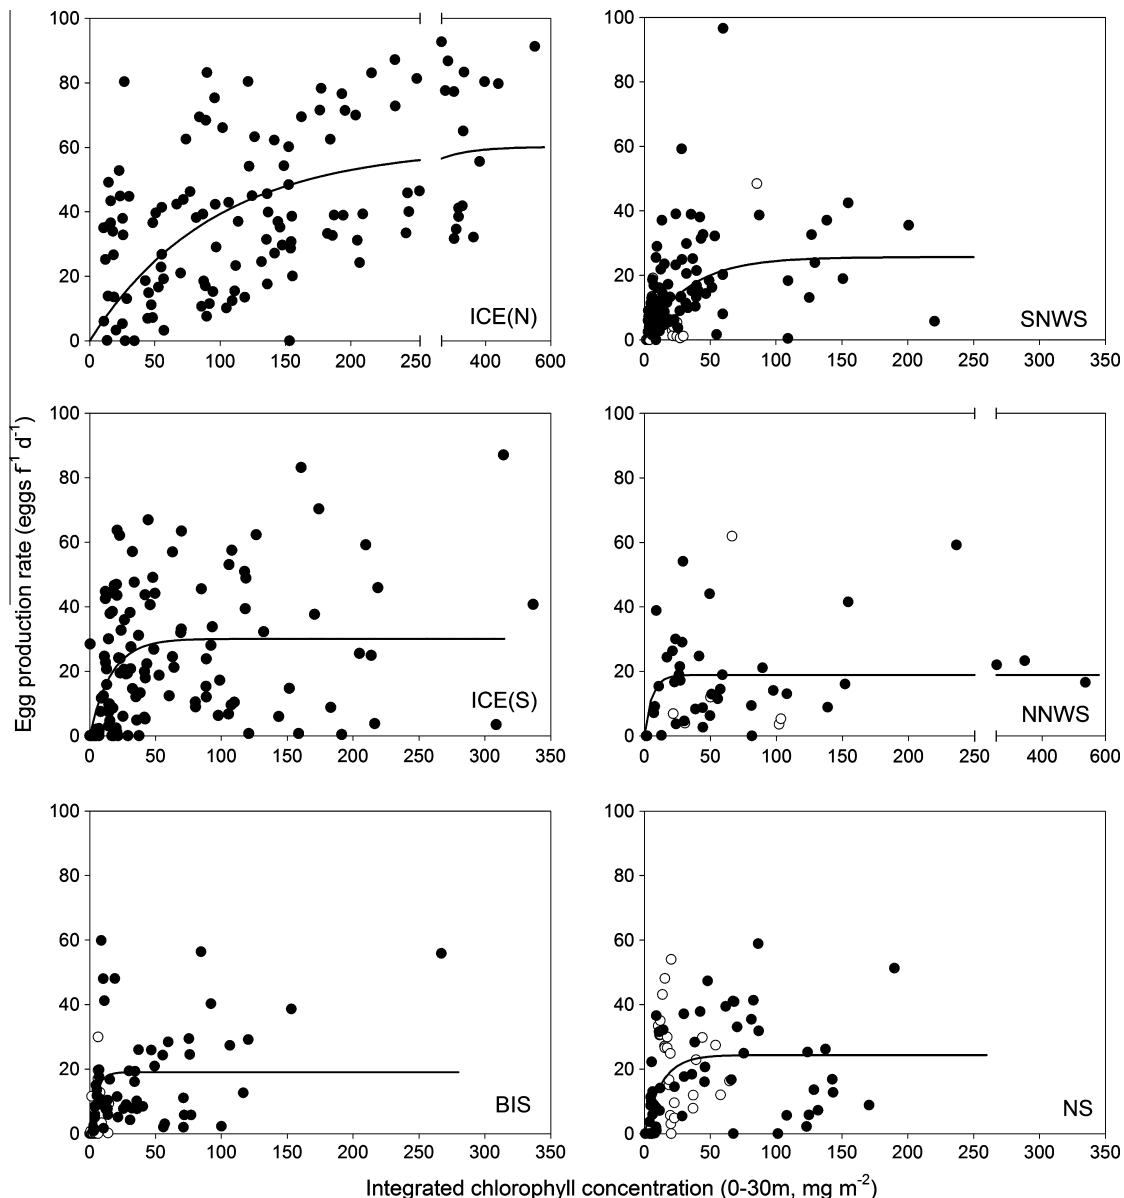 100
80
60
40
20
0
0 50 100 150 200 250 400 600
ICE(N)
100
80
60
40
20
0
0 50 100 150 200 250 300 350
SNWS
100
80
60
40
20
0
0 50 100 150 200 250 300 350
ICE(S)
100
80
60
40
20
0
0 50 100 150 200 250 400 600
NNWS
100
80
60
40
20
0
0 50 100 150 200 250 300 350
BIS
100
80
60
40
20
0
0 50 100 150 200 250 300 350
NS
Egg production rate (eggs f⁻¹ d⁻¹)
Integrated chlorophyll concentration (0-30m, mg m⁻²)